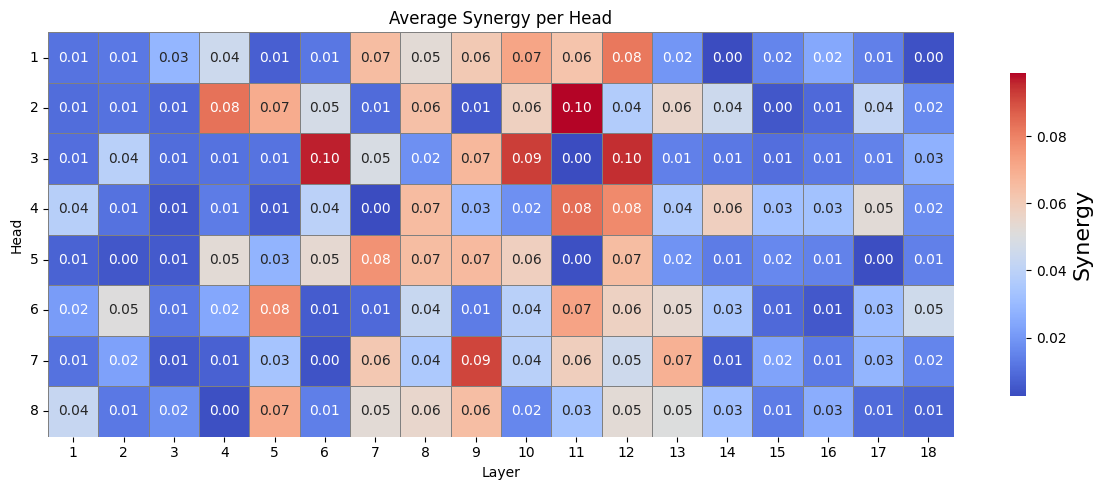 Average Synergy per Head
1 0.01 0.01 0.03 0.04 0.01 0.01 0.07 0.05 0.06 0.07 0.06 0.08 0.02 0.00 0.02 0.02 0.01 0.00
2 0.01 0.01 0.01 0.08 0.07 0.05 0.01 0.06 0.01 0.06 0.10 0.04 0.06 0.04 0.00 0.01 0.04 0.02
3 0.01 0.04 0.01 0.01 0.01 0.10 0.05 0.02 0.07 0.09 0.00 0.10 0.01 0.01 0.01 0.01 0.01 0.03
4 0.04 0.01 0.01 0.01 0.01 0.04 0.00 0.07 0.03 0.02 0.08 0.08 0.04 0.06 0.03 0.03 0.05 0.02
5 0.01 0.00 0.01 0.05 0.03 0.05 0.08 0.07 0.07 0.06 0.00 0.07 0.02 0.01 0.02 0.01 0.00 0.01
6 0.02 0.05 0.01 0.02 0.08 0.01 0.01 0.04 0.01 0.04 0.07 0.06 0.05 0.03 0.01 0.01 0.03 0.05
7 0.01 0.02 0.01 0.01 0.03 0.00 0.06 0.04 0.09 0.04 0.06 0.05 0.07 0.01 0.02 0.01 0.03 0.02
8 0.04 0.01 0.02 0.00 0.07 0.01 0.05 0.06 0.06 0.02 0.03 0.05 0.05 0.03 0.01 0.03 0.01 0.01
Head
1 2 3 4 5 6 7 8 9 10 11 12 13 14 15 16 17 18
Layer
0.08
0.06
0.04
0.02
Synergy